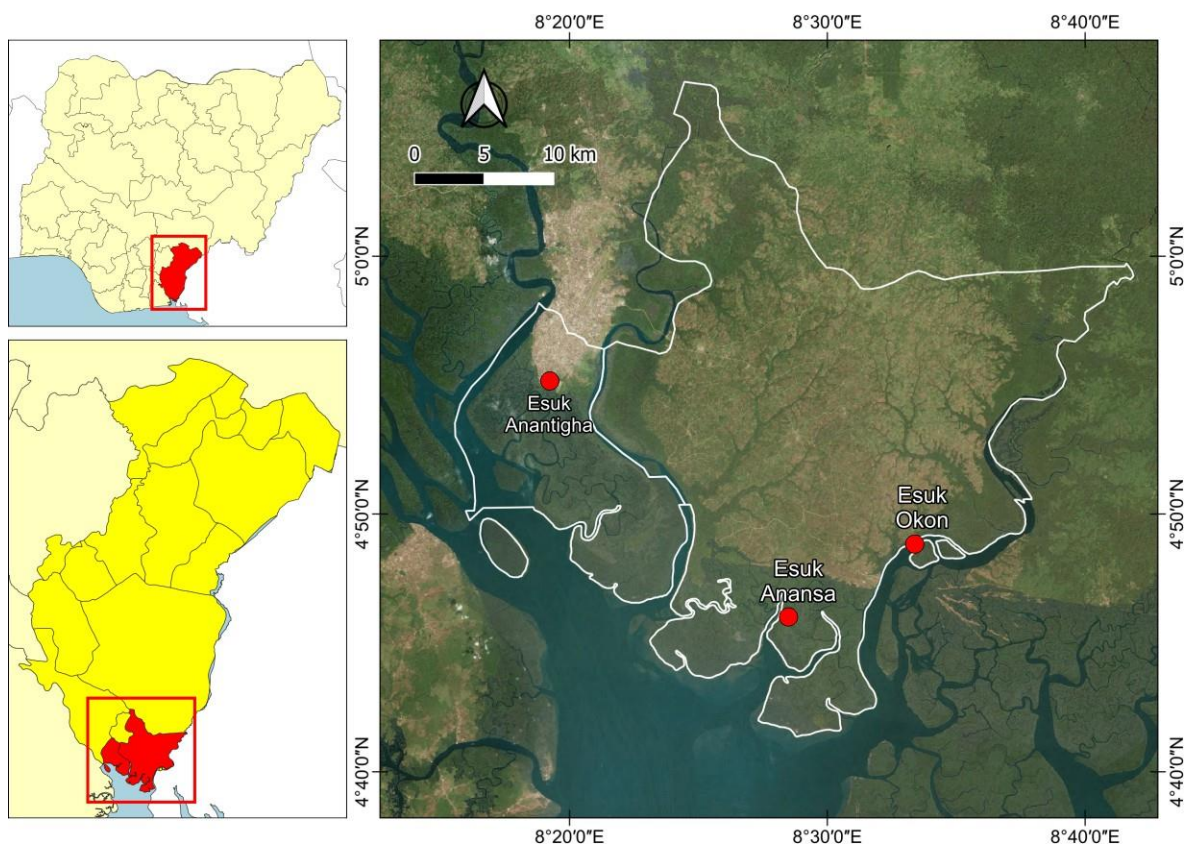 8°20′0″E 8°30′0″E 8°40′0″E
0 5 10 km
5°0′0″N 5°0′0″N
Esuk
Anantigha
4°50′0″N 4°50′0″N
Esuk
Okon
Esuk
Anansa
4°40′0″N 4°40′0″N
8°20′0″E 8°30′0″E 8°40′0″E